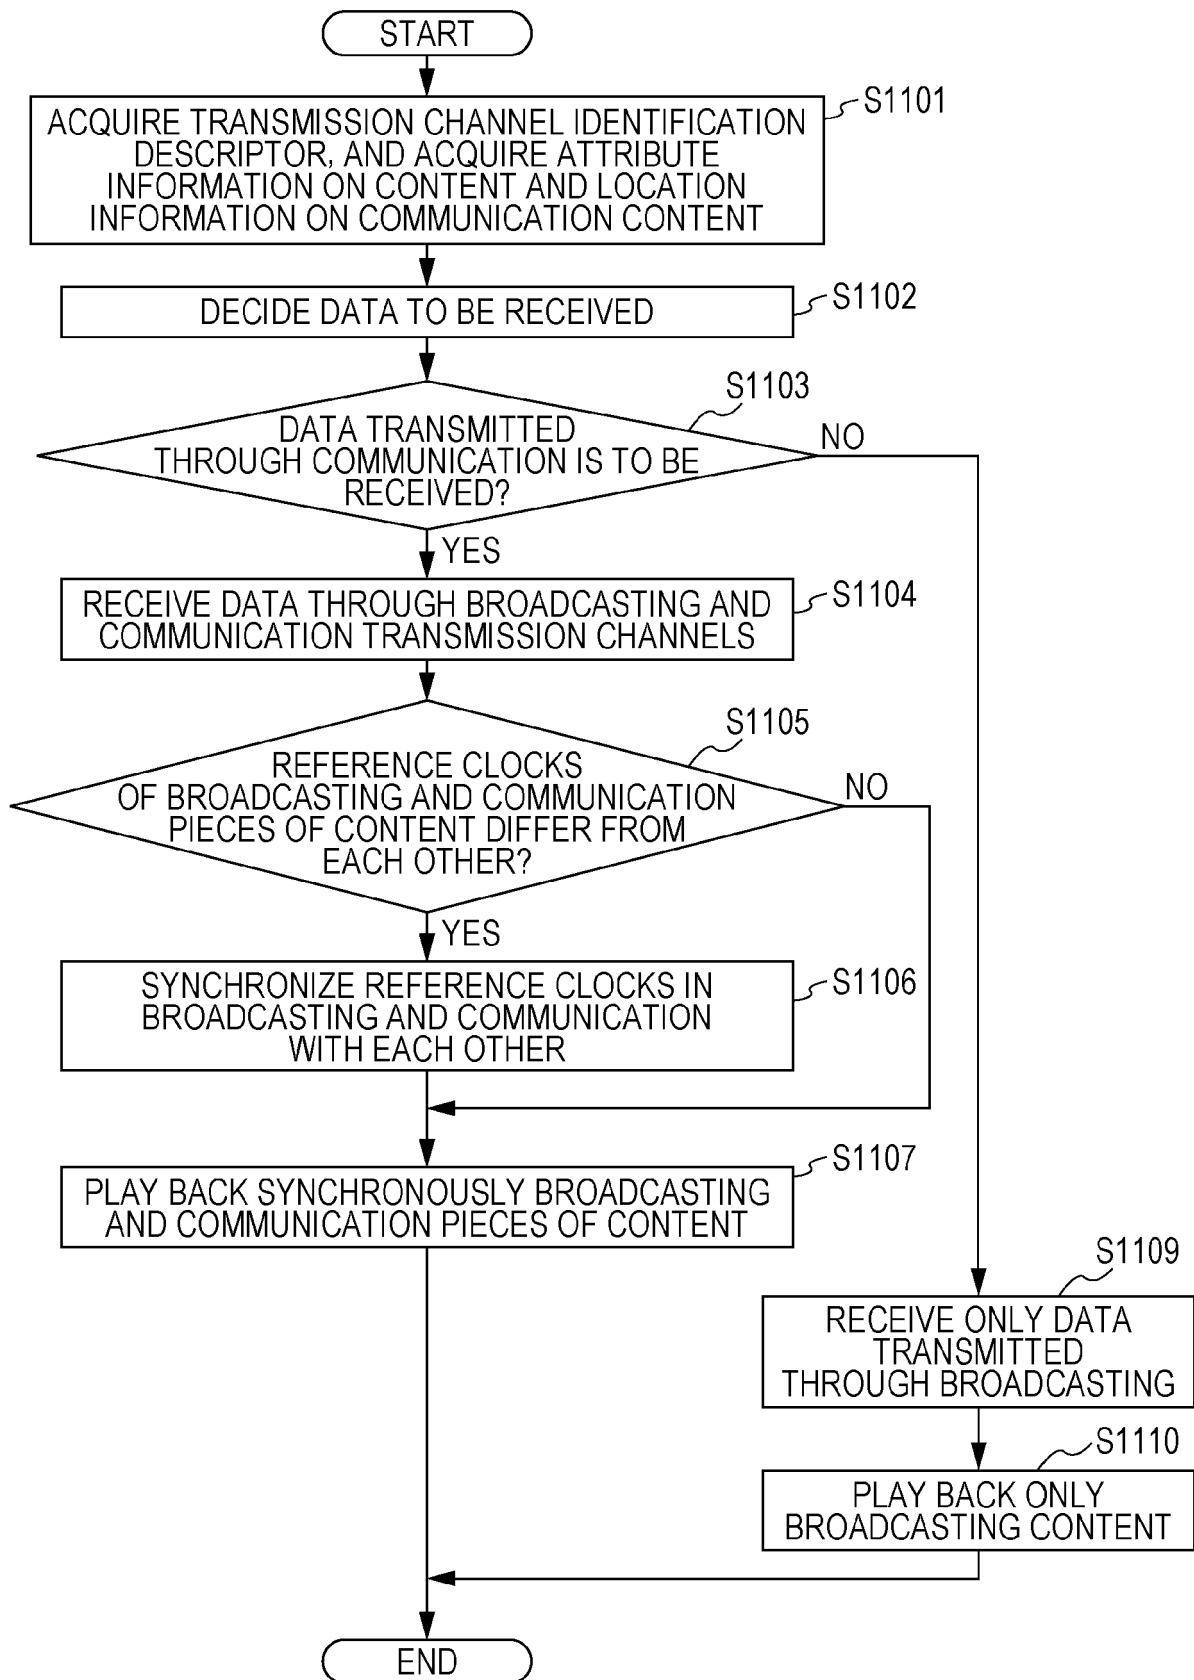 START
S1101
ACQUIRE TRANSMISSION CHANNEL IDENTIFICATION
DESCRIPTOR, AND ACQUIRE ATTRIBUTE
INFORMATION ON CONTENT AND LOCATION
INFORMATION ON COMMUNICATION CONTENT
S1102
DECIDE DATA TO BE RECEIVED
S1103
DATA TRANSMITTED
THROUGH COMMUNICATION IS TO BE
RECEIVED?
NO
YES
S1104
RECEIVE DATA THROUGH BROADCASTING AND
COMMUNICATION TRANSMISSION CHANNELS
S1105
REFERENCE CLOCKS
OF BROADCASTING AND COMMUNICATION
PIECES OF CONTENT DIFFER FROM
EACH OTHER?
NO
YES
S1106
SYNCHRONIZE REFERENCE CLOCKS IN
BROADCASTING AND COMMUNICATION
WITH EACH OTHER
S1107
PLAY BACK SYNCHRONOUSLY BROADCASTING
AND COMMUNICATION PIECES OF CONTENT
S1109
RECEIVE ONLY DATA
TRANSMITTED
THROUGH BROADCASTING
S1110
PLAY BACK ONLY
BROADCASTING CONTENT
END